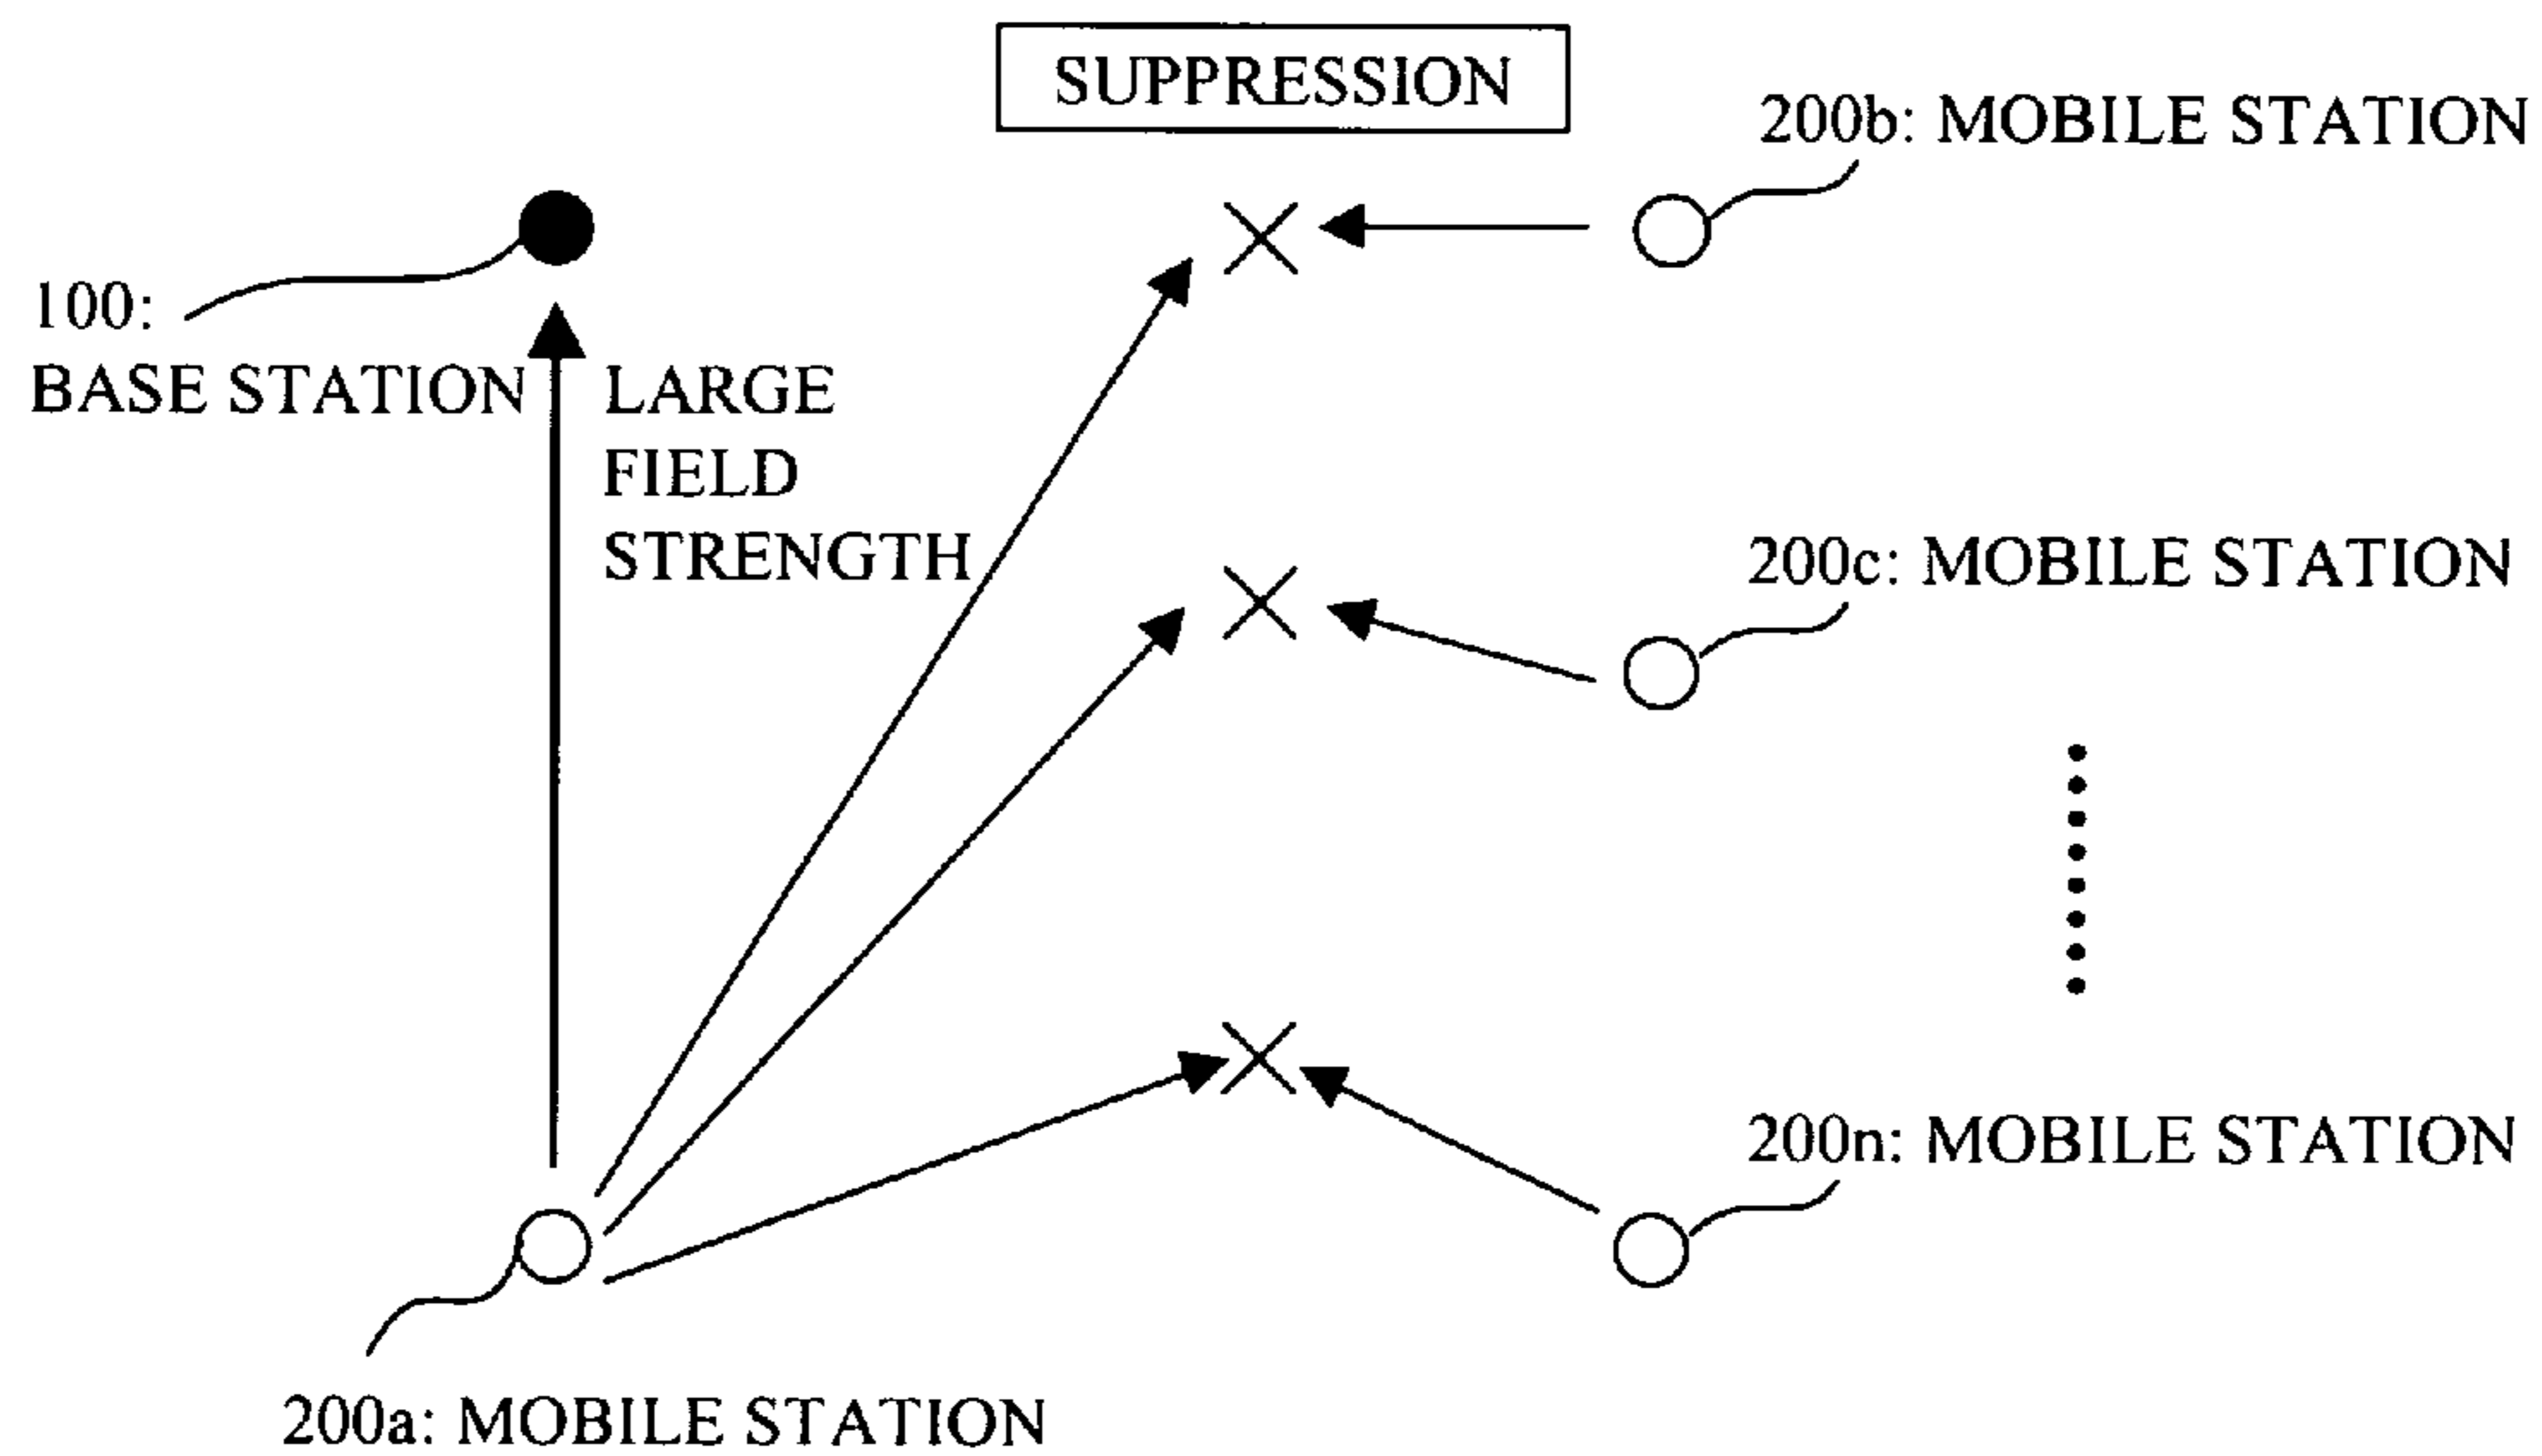 SUPPRESSION
200b: MOBILE STATION
100:
BASE STATION
LARGE
FIELD
STRENGTH
200c: MOBILE STATION
200n: MOBILE STATION
200a: MOBILE STATION